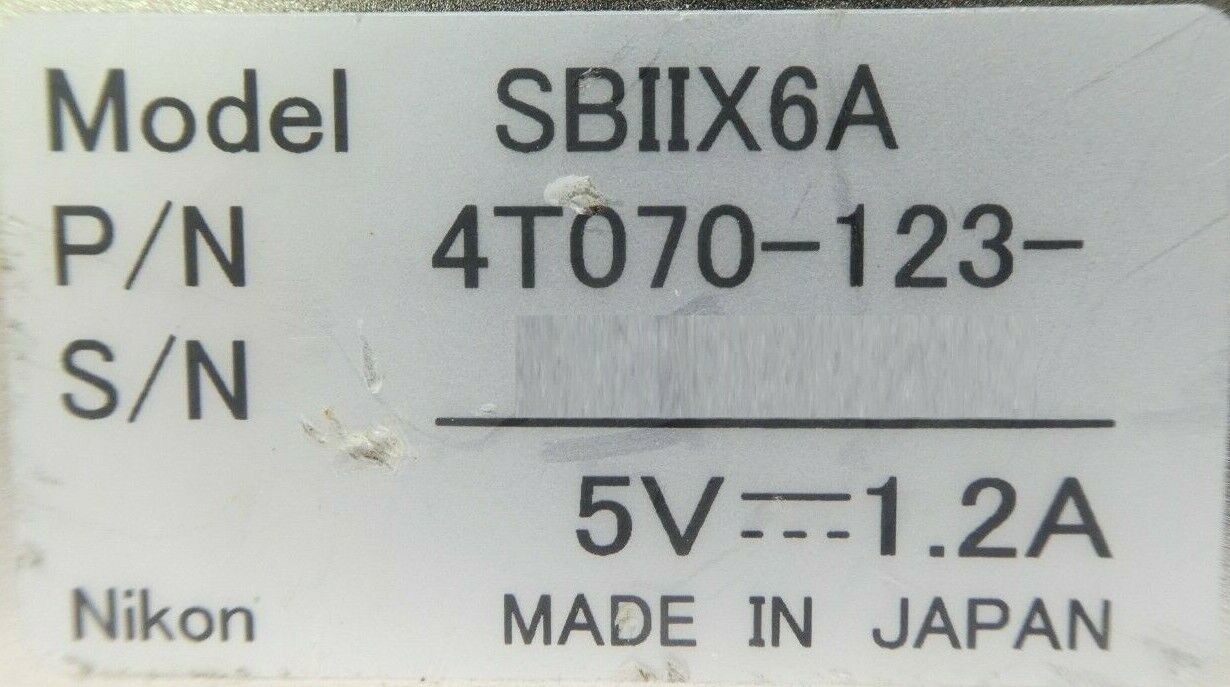 Model SBIIX6A
P/N 4T070-123-
S/N
5V⎓1.2A
Nikon MADE IN JAPAN